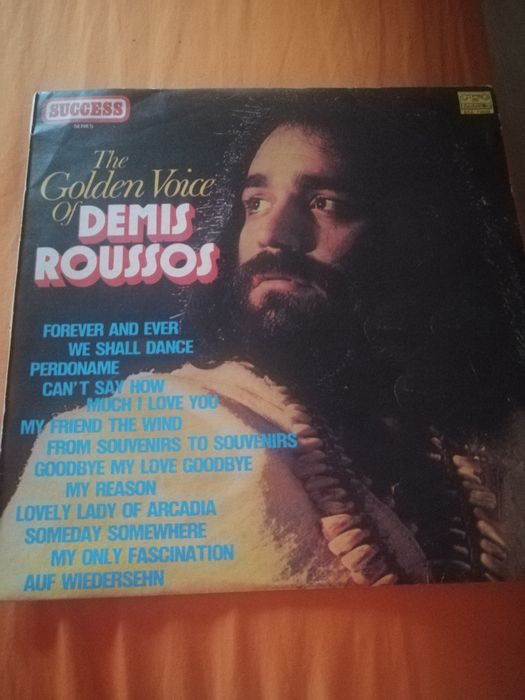 SUCCESS
SERIES
The
Golden Voice
Of DEMIS
ROUSSOS
FOREVER AND EVER
WE SHALL DANCE
PERDONAME
CAN'T SAY HOW
MUCH I LOVE YOU
MY FRIEND THE WIND
FROM SOUVENIRS TO SOUVENIRS
GOODBYE MY LOVE GOODBYE
MY REASON
LOVELY LADY OF ARCADIA
SOMEDAY SOMEWHERE
MY ONLY FASCINATION
AUF WIEDERSEHN